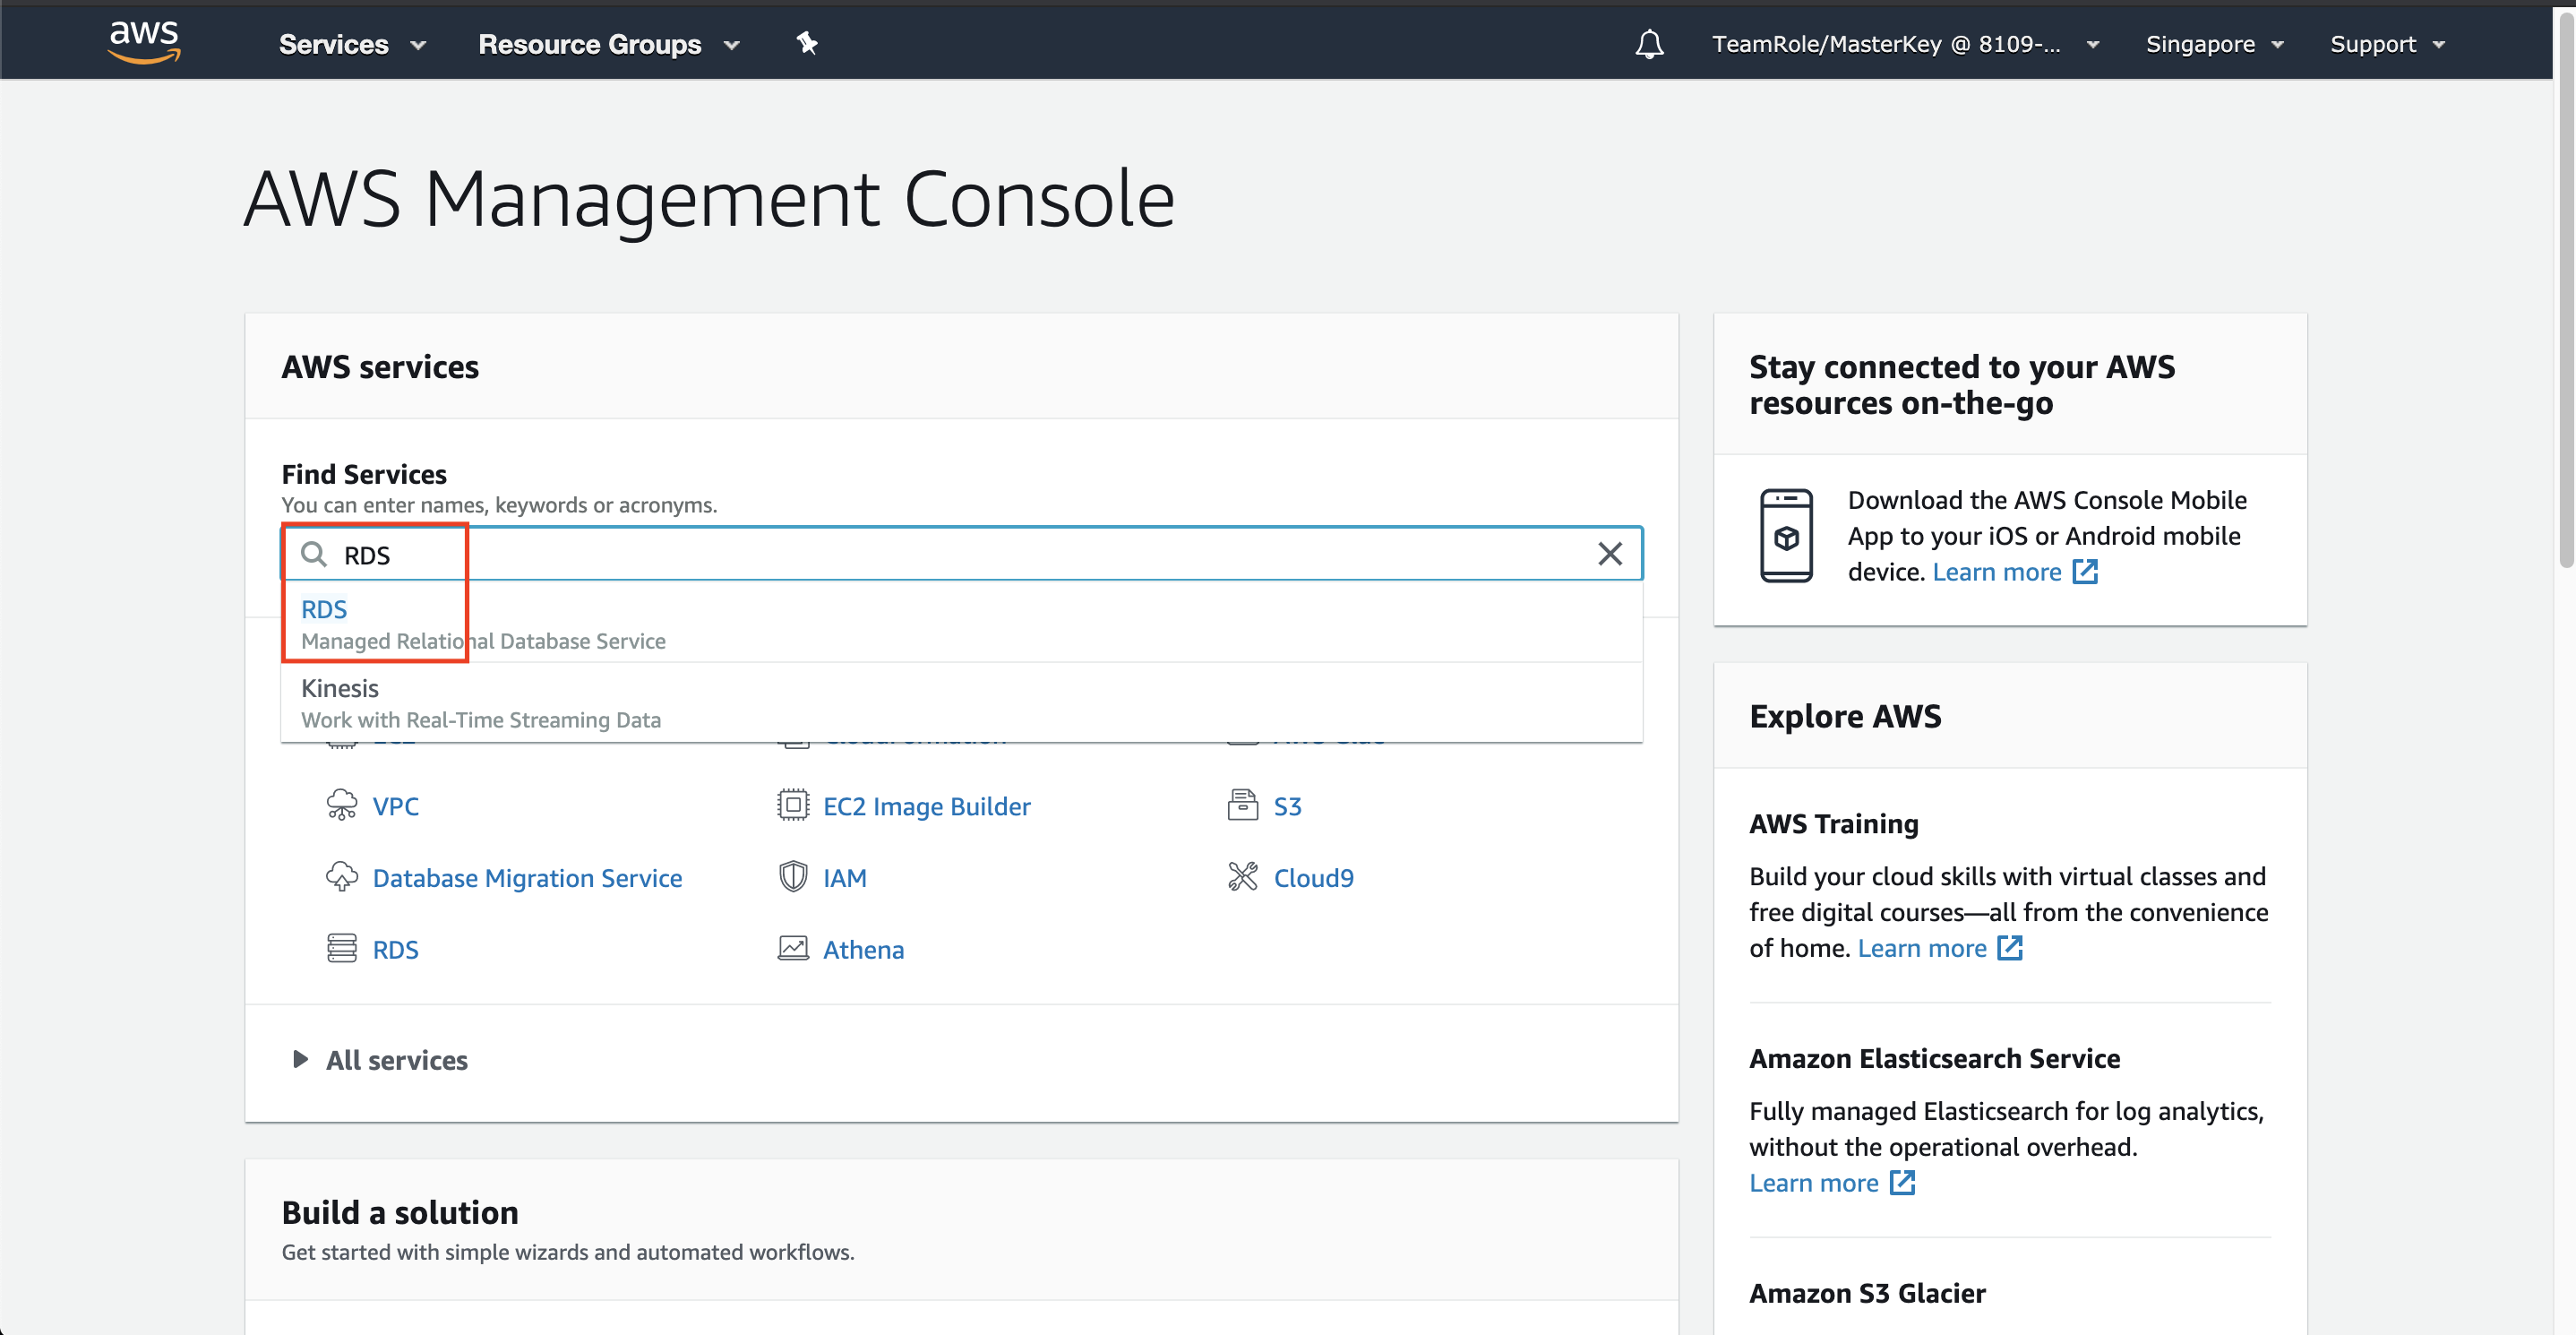 aws
Services
Resource Groups
TeamRole/MasterKey @ 8109-...
Singapore
Support
AWS Management Console
AWS services
Find Services
You can enter names, keywords or acronyms.
RDS
RDS
Managed Relational Database Service
Kinesis
Work with Real-Time Streaming Data
VPC
EC2 Image Builder
S3
Database Migration Service
IAM
Cloud9
RDS
Athena
All services
Build a solution
Get started with simple wizards and automated workflows.
Stay connected to your AWS
resources on-the-go
Download the AWS Console Mobile
App to your iOS or Android mobile
device. Learn more
Explore AWS
AWS Training
Build your cloud skills with virtual classes and
free digital courses—all from the convenience
of home. Learn more
Amazon Elasticsearch Service
Fully managed Elasticsearch for log analytics,
without the operational overhead.
Learn more
Amazon S3 Glacier